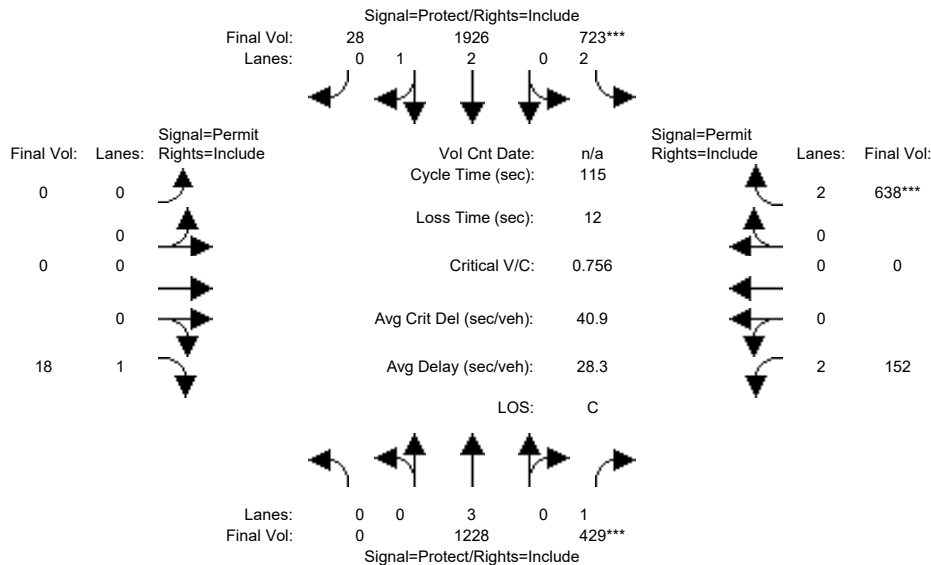 Signal=Protect/Rights=Include
Final Vol: 28 1926 723***
Lanes: 0 1 2 0 2
Signal=Permit Signal=Permit
Final Vol: Lanes: Rights=Include Vol Cnt Date: n/a Rights=Include Lanes: Final Vol:
Cycle Time (sec): 115
0 0 2 638***
Loss Time (sec): 12
0 0
0 0 Critical V/C: 0.756 0 0
0 Avg Crit Del (sec/veh): 40.9 0
18 1 Avg Delay (sec/veh): 28.3 2 152
LOS: C
Lanes: 0 0 3 0 1
Final Vol: 0 1228 429***
Signal=Protect/Rights=Include